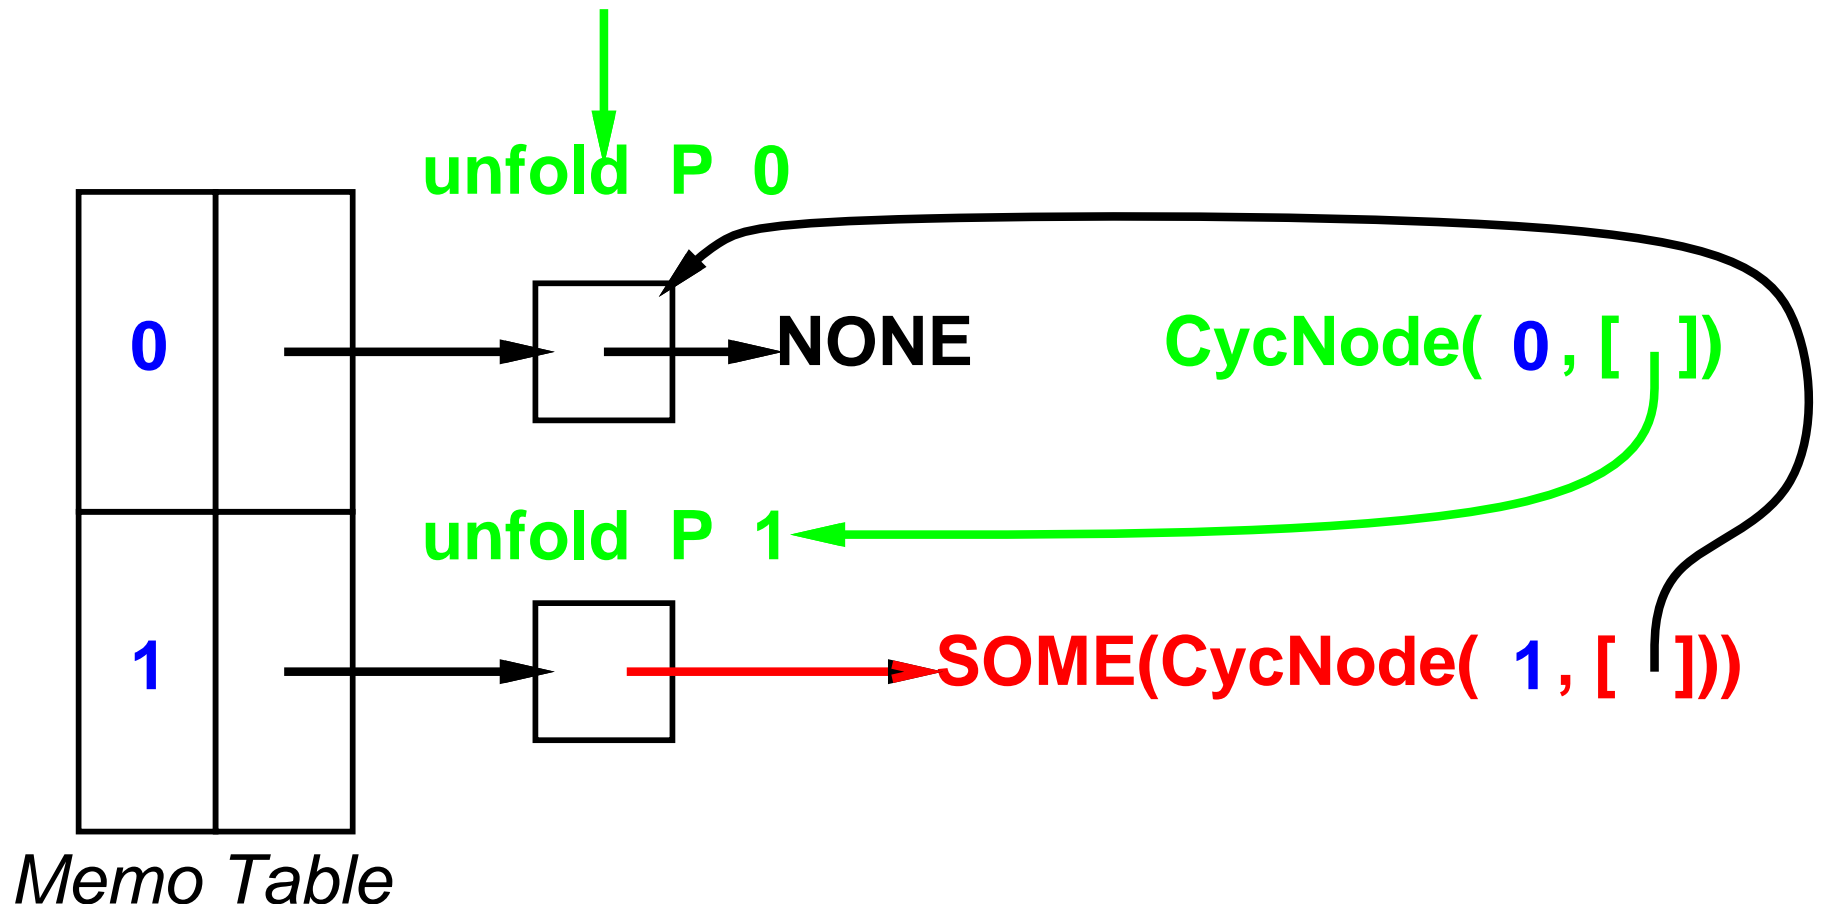 unfold P 0
0 NONE CycNode( 0, [ ])
unfold P 1
1 SOME(CycNode( 1, [ ]))
Memo Table